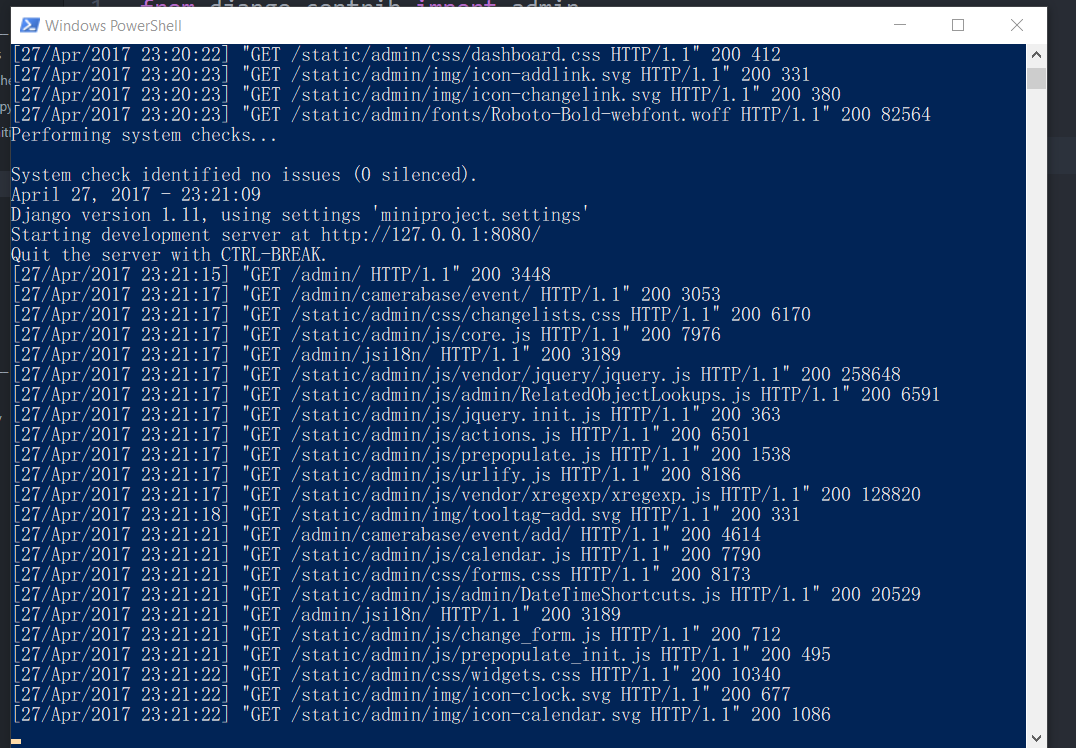 from django.contrib import admin
Windows PowerShell
[27/Apr/2017 23:20:22] "GET /static/admin/css/dashboard.css HTTP/1.1" 200 412
[27/Apr/2017 23:20:23] "GET /static/admin/img/icon-addlink.svg HTTP/1.1" 200 331
[27/Apr/2017 23:20:23] "GET /static/admin/img/icon-changelink.svg HTTP/1.1" 200 380
[27/Apr/2017 23:20:23] "GET /static/admin/fonts/Roboto-Bold-webfont.woff HTTP/1.1" 200 82564
Performing system checks...
System check identified no issues (0 silenced).
April 27, 2017 - 23:21:09
Django version 1.11, using settings 'miniproject.settings'
Starting development server at http://127.0.0.1:8080/
Quit the server with CTRL-BREAK.
[27/Apr/2017 23:21:15] "GET /admin/ HTTP/1.1" 200 3448
[27/Apr/2017 23:21:17] "GET /admin/camerabase/event/ HTTP/1.1" 200 3053
[27/Apr/2017 23:21:17] "GET /static/admin/css/changelists.css HTTP/1.1" 200 6170
[27/Apr/2017 23:21:17] "GET /static/admin/js/core.js HTTP/1.1" 200 7976
[27/Apr/2017 23:21:17] "GET /admin/jsi18n/ HTTP/1.1" 200 3189
[27/Apr/2017 23:21:17] "GET /static/admin/js/vendor/jquery/jquery.js HTTP/1.1" 200 258648
[27/Apr/2017 23:21:17] "GET /static/admin/js/admin/RelatedObjectLookups.js HTTP/1.1" 200 6591
[27/Apr/2017 23:21:17] "GET /static/admin/js/jquery.init.js HTTP/1.1" 200 363
[27/Apr/2017 23:21:17] "GET /static/admin/js/actions.js HTTP/1.1" 200 6501
[27/Apr/2017 23:21:17] "GET /static/admin/js/prepopulate.js HTTP/1.1" 200 1538
[27/Apr/2017 23:21:17] "GET /static/admin/js/urlify.js HTTP/1.1" 200 8186
[27/Apr/2017 23:21:17] "GET /static/admin/js/vendor/xregexp/xregexp.js HTTP/1.1" 200 128820
[27/Apr/2017 23:21:18] "GET /static/admin/img/tooltag-add.svg HTTP/1.1" 200 331
[27/Apr/2017 23:21:21] "GET /admin/camerabase/event/add/ HTTP/1.1" 200 4614
[27/Apr/2017 23:21:21] "GET /static/admin/js/calendar.js HTTP/1.1" 200 7790
[27/Apr/2017 23:21:21] "GET /static/admin/css/forms.css HTTP/1.1" 200 8173
[27/Apr/2017 23:21:21] "GET /static/admin/js/admin/DateTimeShortcuts.js HTTP/1.1" 200 20529
[27/Apr/2017 23:21:21] "GET /admin/jsi18n/ HTTP/1.1" 200 3189
[27/Apr/2017 23:21:21] "GET /static/admin/js/change_form.js HTTP/1.1" 200 712
[27/Apr/2017 23:21:21] "GET /static/admin/js/prepopulate_init.js HTTP/1.1" 200 495
[27/Apr/2017 23:21:22] "GET /static/admin/css/widgets.css HTTP/1.1" 200 10340
[27/Apr/2017 23:21:22] "GET /static/admin/img/icon-clock.svg HTTP/1.1" 200 677
[27/Apr/2017 23:21:22] "GET /static/admin/img/icon-calendar.svg HTTP/1.1" 200 1086